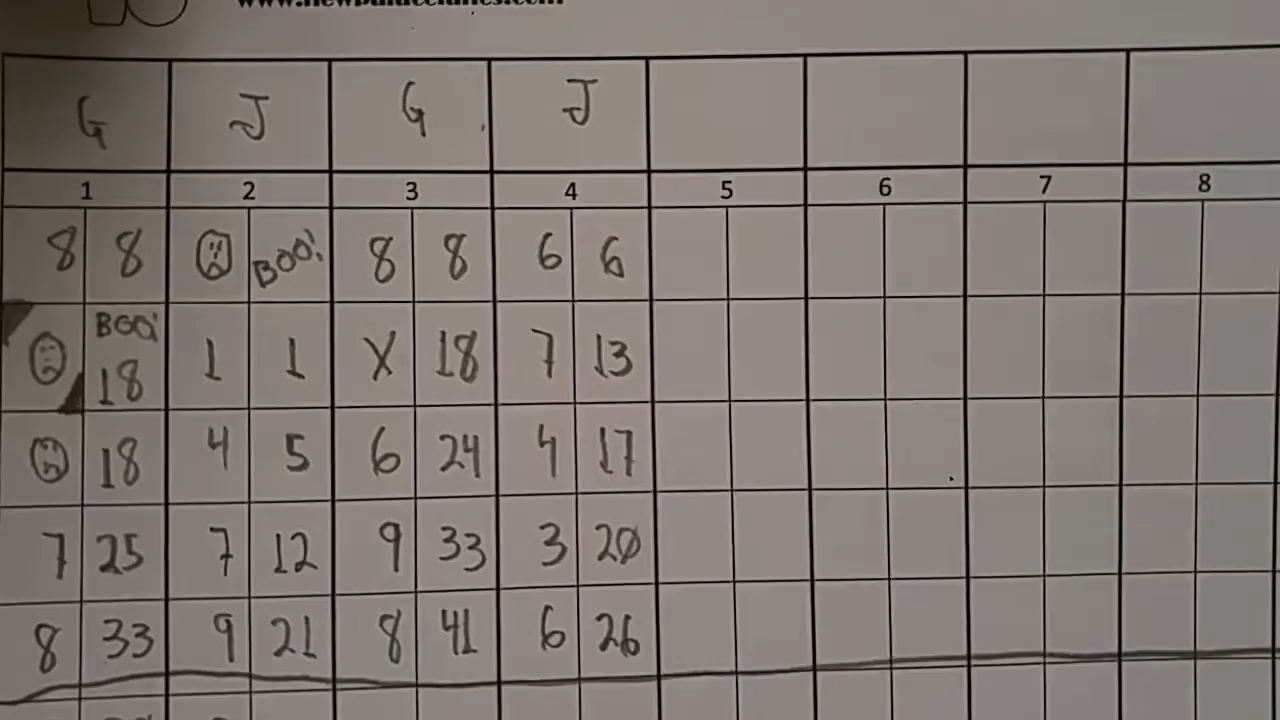 G J G J
1 2 3 4 5 6 7 8
8 8 BOO! 8 8 6 6
BOO!
18 1 1 X 18 7 13
18 4 5 6 24 4 17
7 25 7 12 9 33 3 20
8 33 9 21 8 41 6 26